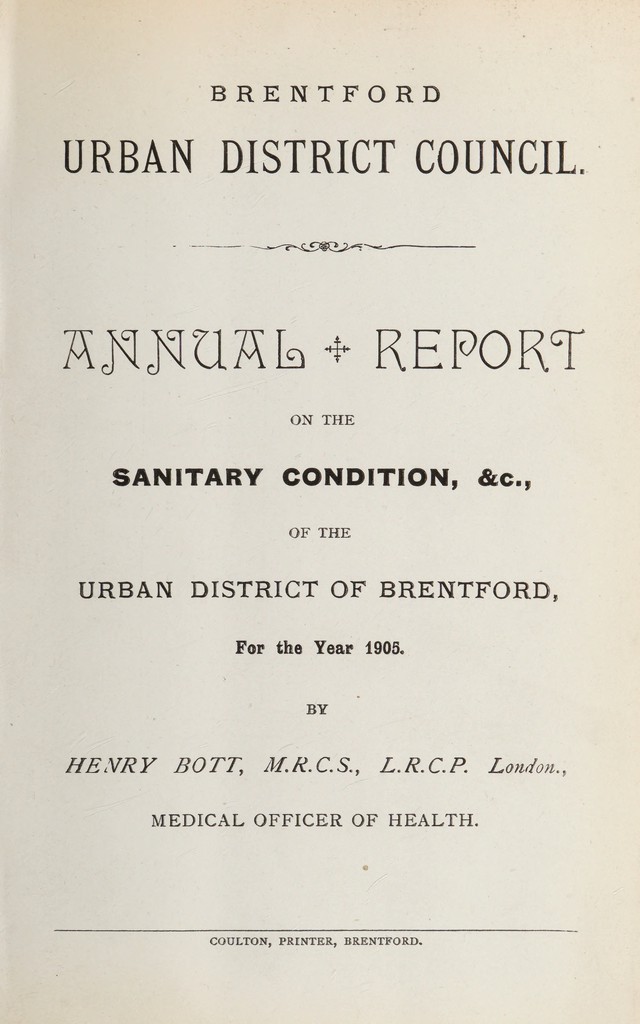 BRENTFORD
URBAN DISTRICT COUNCIL.
ANNUAL REPORT
ON THE
SANITARY CONDITION, &c.,
OF THE
URBAN DISTRICT OF BRENTFORD,
For the Year 1905.
BY
HENRY BOTT, M.R.C.S., L.R.C.P. London.,
MEDICAL OFFICER OF HEALTH.
COULTON, PRINTER, BRENTFORD.